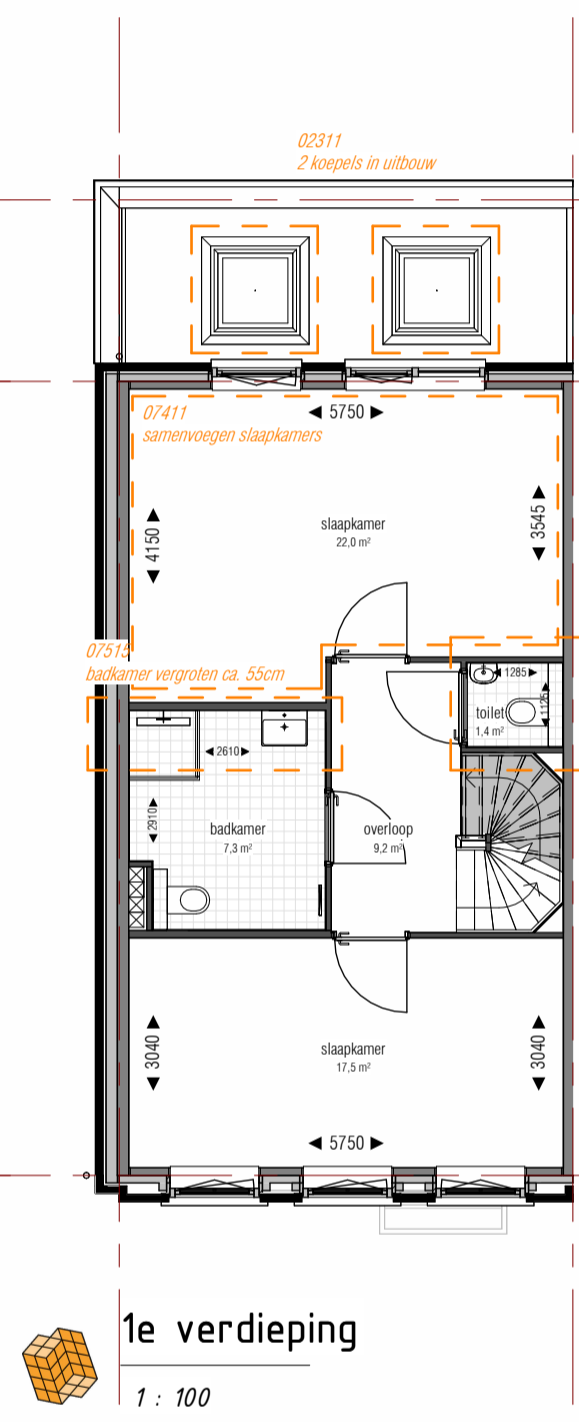 02311
2 koepels in uitbouw
07411
samenvoegen slaapkamers
5750
4150
3545
slaapkamer
22,0 m²
07515
badkamer vergroten ca. 55cm
1285
1125
toilet
1,4 m²
2610
2910
badkamer
7,3 m²
overloop
9,2 m²
3040
3040
slaapkamer
17,5 m²
5750
1e verdieping
1 : 100